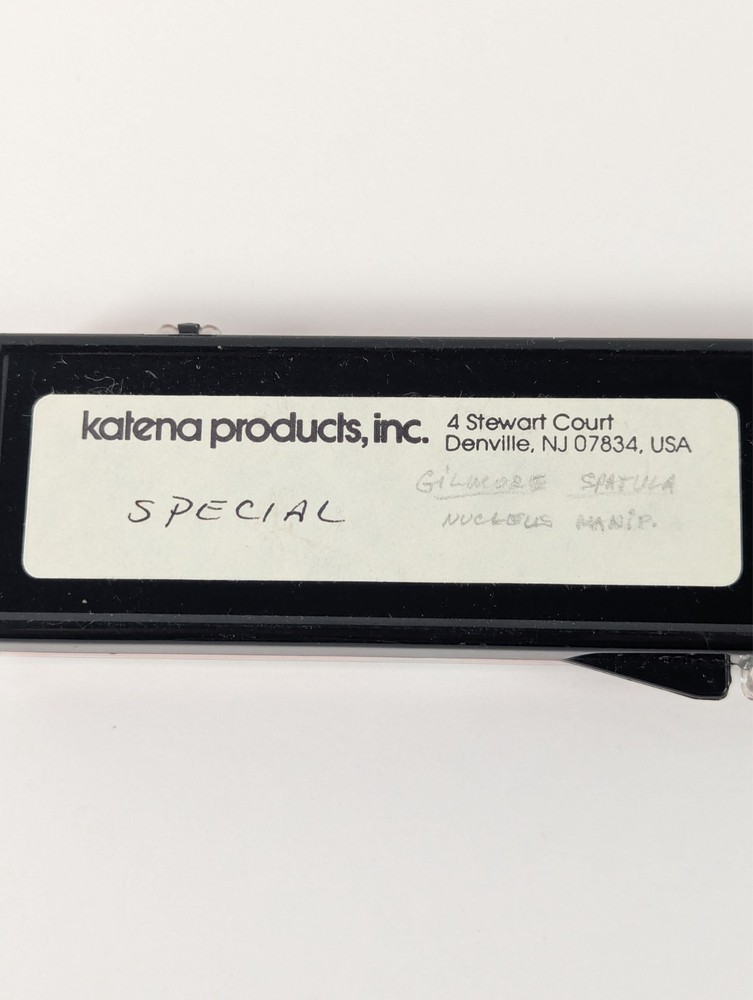 katena products, inc.
4 Stewart Court
Denville, NJ 07834, USA
GILMORE SPATULA
SPECIAL
NUCLEUS MANIP.